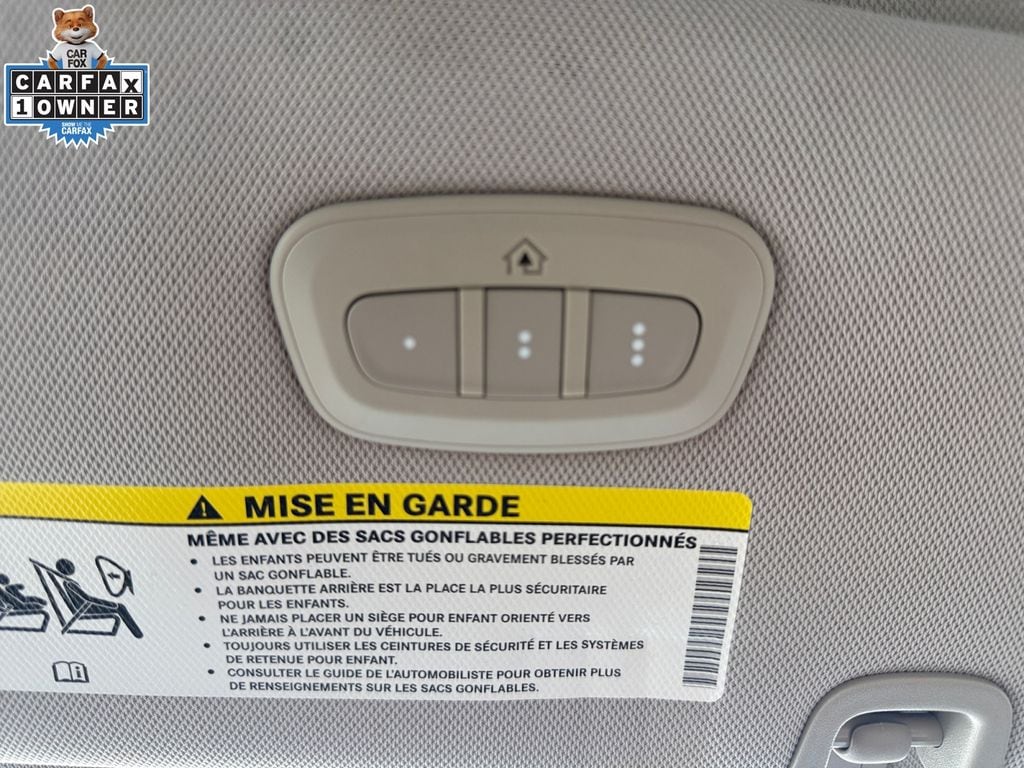 CAR
FOX
CARFAX
1 OWNER
SHOW ME THE
CARFAX
MISE EN GARDE
MÊME AVEC DES SACS GONFLABLES PERFECTIONNÉS
• LES ENFANTS PEUVENT ÊTRE TUÉS OU GRAVEMENT BLESSÉS PAR
UN SAC GONFLABLE.
• LA BANQUETTE ARRIÈRE EST LA PLACE LA PLUS SÉCURITAIRE
POUR LES ENFANTS.
• NE JAMAIS PLACER UN SIÈGE POUR ENFANT ORIENTÉ VERS
L'ARRIÈRE À L'AVANT DU VÉHICULE.
• TOUJOURS UTILISER LES CEINTURES DE SÉCURITÉ ET LES SYSTÈMES
DE RETENUE POUR ENFANT.
• CONSULTER LE GUIDE DE L'AUTOMOBILISTE POUR OBTENIR PLUS
DE RENSEIGNEMENTS SUR LES SACS GONFLABLES.